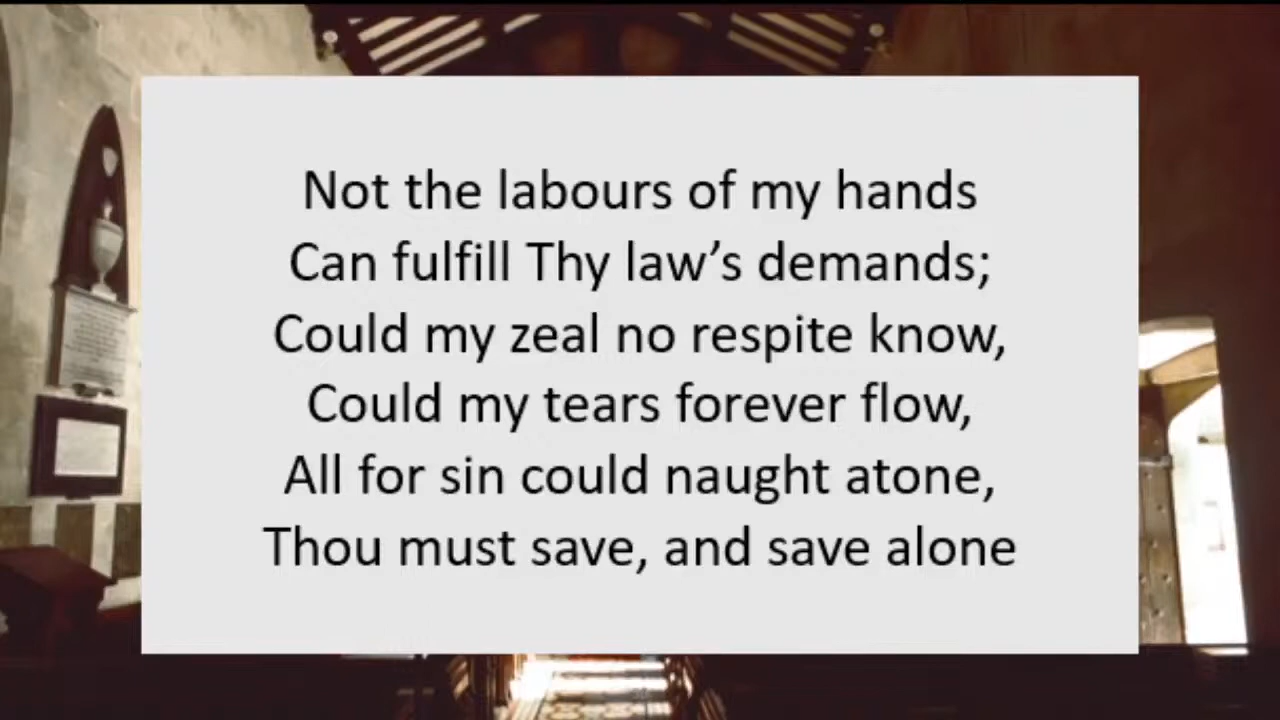 Not the labours of my hands
Can fulfill Thy law’s demands;
Could my zeal no respite know,
Could my tears forever flow,
All for sin could naught atone,
Thou must save, and save alone